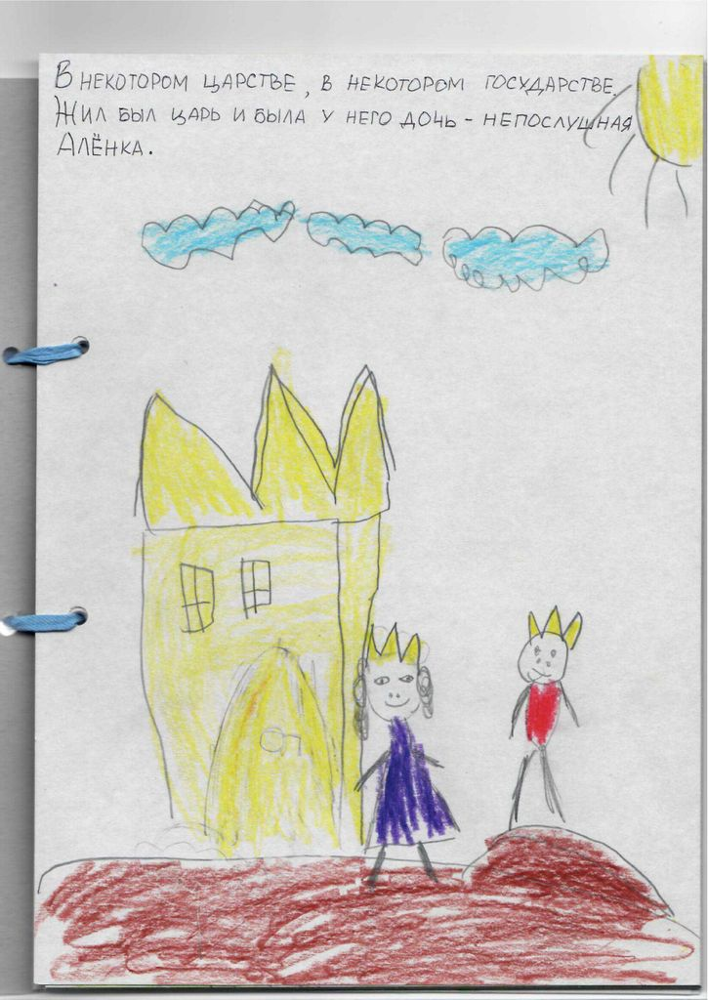 В НЕКОТОРОМ ЦАРСТВЕ, В НЕКОТОРОМ ГОСУДАРСТВЕ,
ЖИЛ БЫЛ ЦАРЬ И БЫЛА У НЕГО ДОЧЬ - НЕПОСЛУШНАЯ
АЛЁНКА.